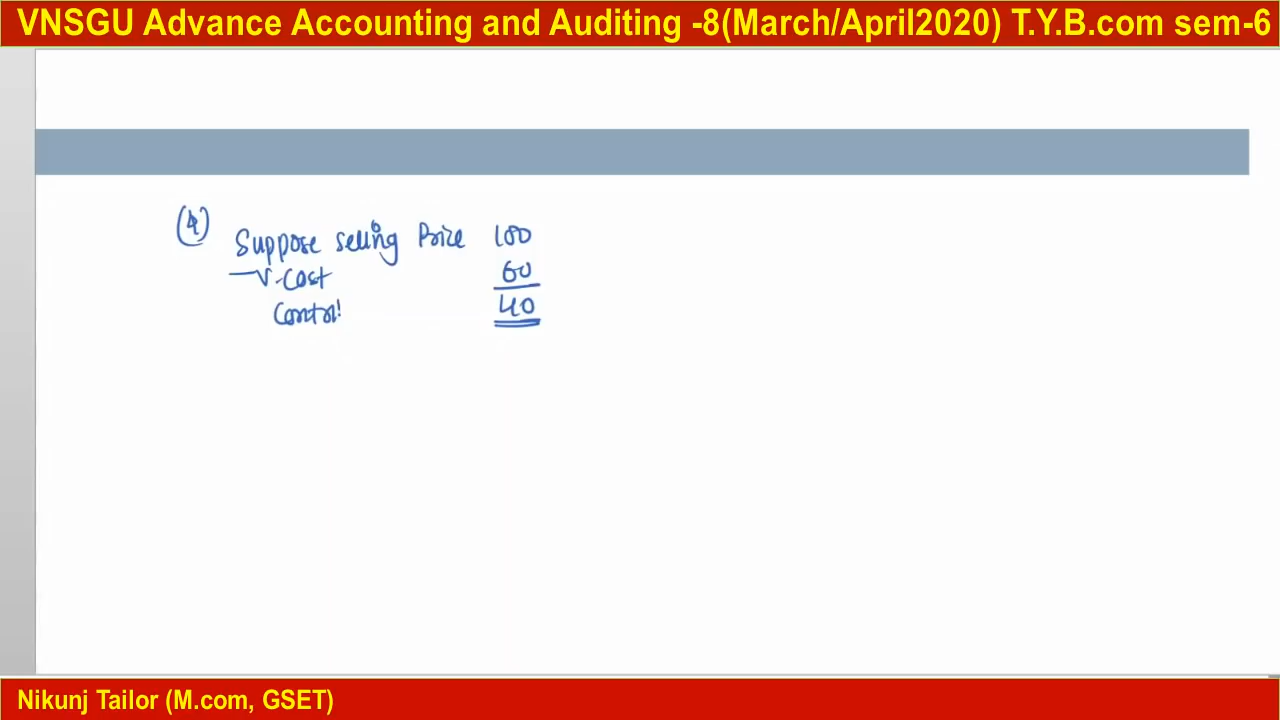 VNSGU Advance Accounting and Auditing -8(March/April2020) T.Y.B.com sem-6
(4)
Suppose selling Price 100
— V. Cost 60
Contri 40
Nikunj Tailor (M.com, GSET)